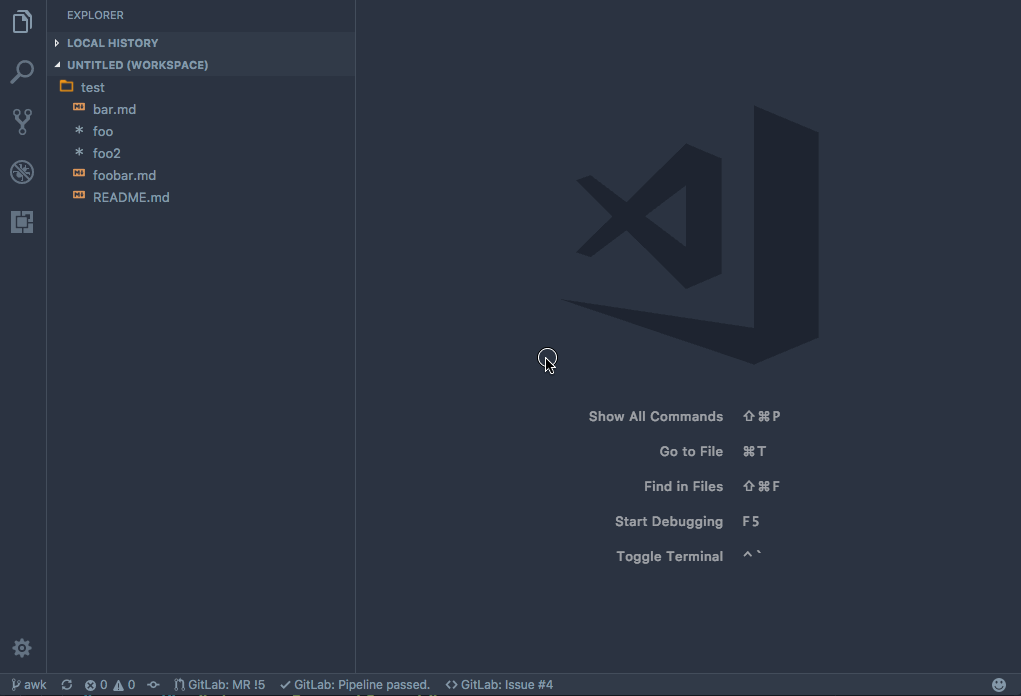 EXPLORER
LOCAL HISTORY
UNTITLED (WORKSPACE)
test
bar.md
* foo
* foo2
foobar.md
README.md
Show All Commands ⇧⌘P
Go to File ⌘T
Find in Files ⇧⌘F
Start Debugging F5
Toggle Terminal ^`
awk 0 0 GitLab: MR !5 GitLab: Pipeline passed. GitLab: Issue #4